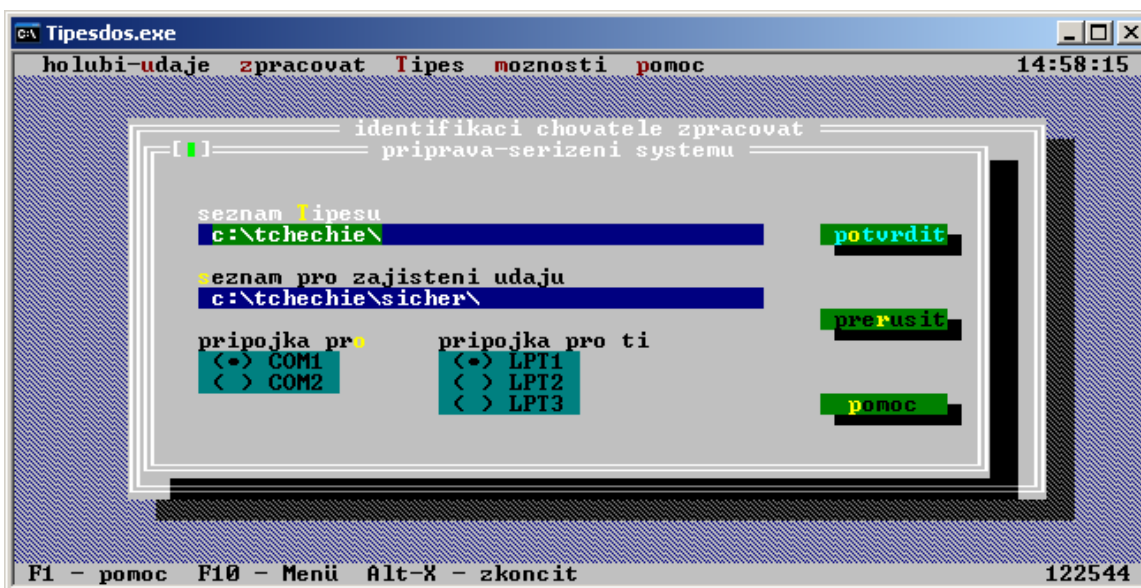 Tipesdos.exe
holubi-udaje zpracovat Tipes moznosti pomoc 14:58:15
identifikaci chovatele zpracovat
[ ] priprava-serizeni systemu
seznam Tipesu
c:\tchechie\ potvrdit
seznam pro zajisteni udaju
c:\tchechie\sicher\
prerusit
pripojka pro pripojka pro ti
(•) COM1 (•) LPT1
( ) COM2 ( ) LPT2
( ) LPT3 pomoc
F1 - pomoc F10 - Menü Alt-X - zkoncit 122544